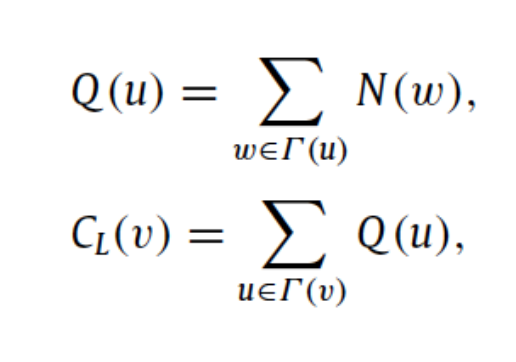 Q(u) = ∑ N(w),
w∈Γ(u)
C_L(v) = ∑ Q(u),
u∈Γ(v)